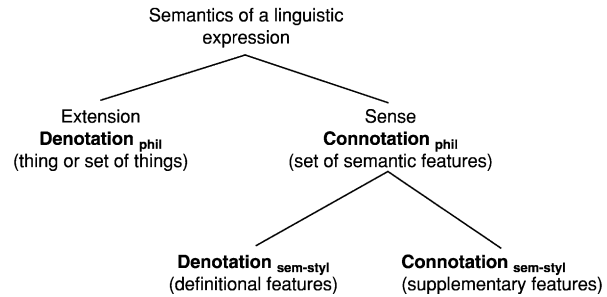 Semantics of a linguistic
expression
Extension
Denotation phil
(thing or set of things)
Sense
Connotation phil
(set of semantic features)
Denotation sem-styl
(definitional features)
Connotation sem-styl
(supplementary features)